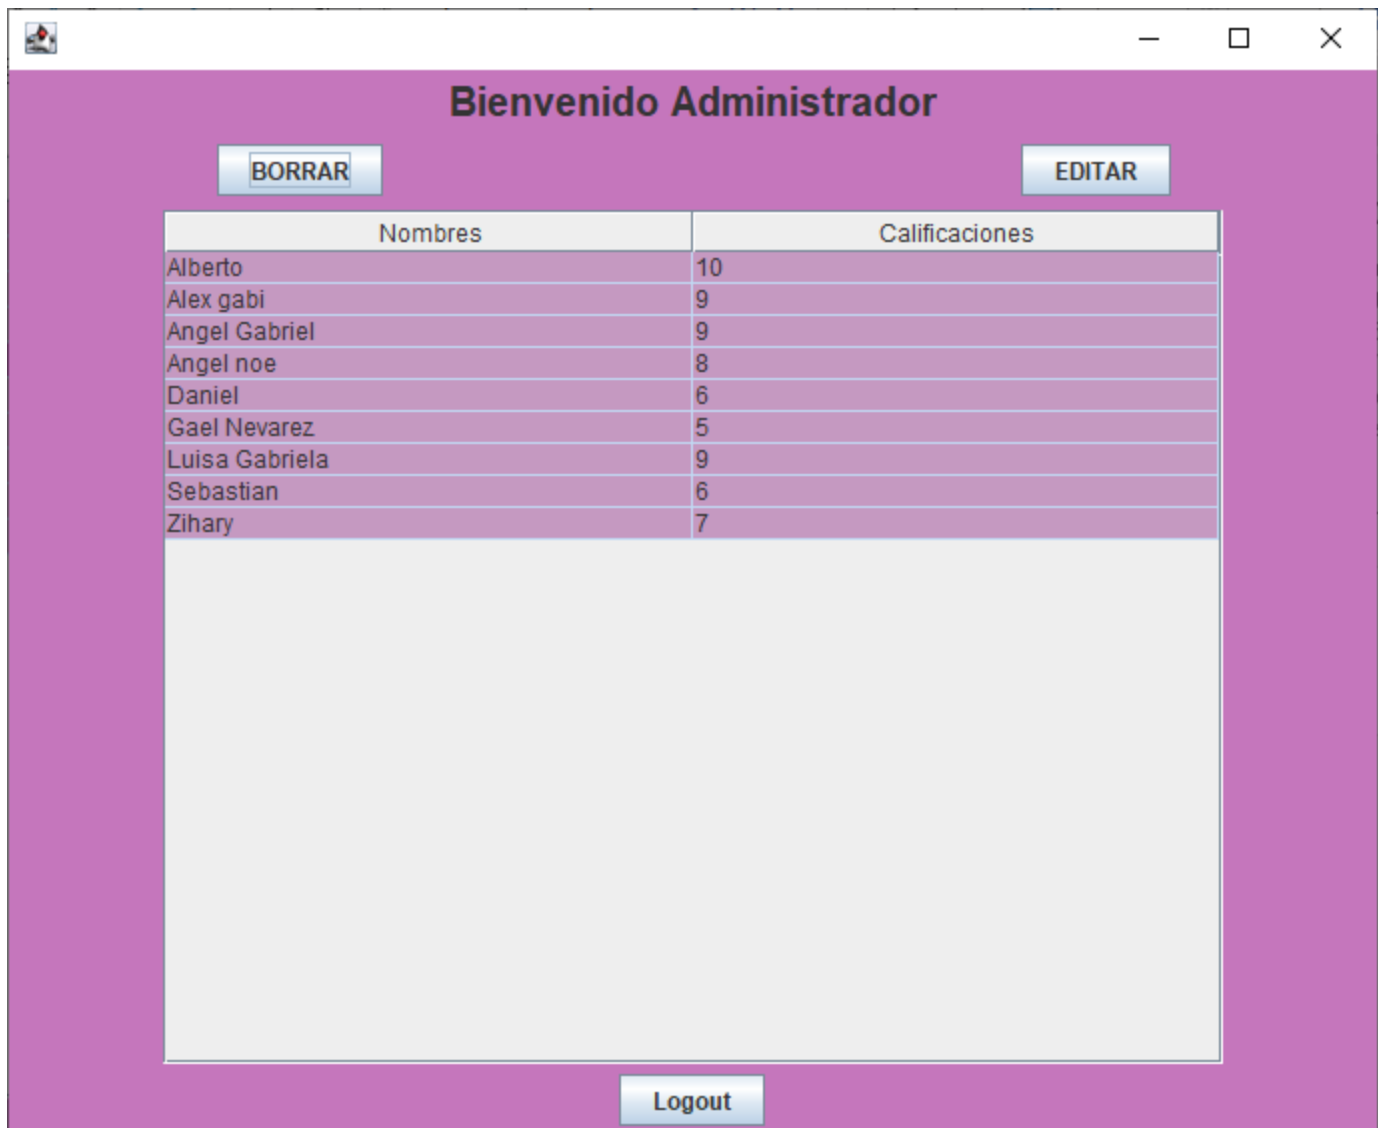 Bienvenido Administrador
BORRAR EDITAR
Nombres Calificaciones
Alberto 10
Alex gabi 9
Angel Gabriel 9
Angel noe 8
Daniel 6
Gael Nevarez 5
Luisa Gabriela 9
Sebastian 6
Zihary 7
Logout